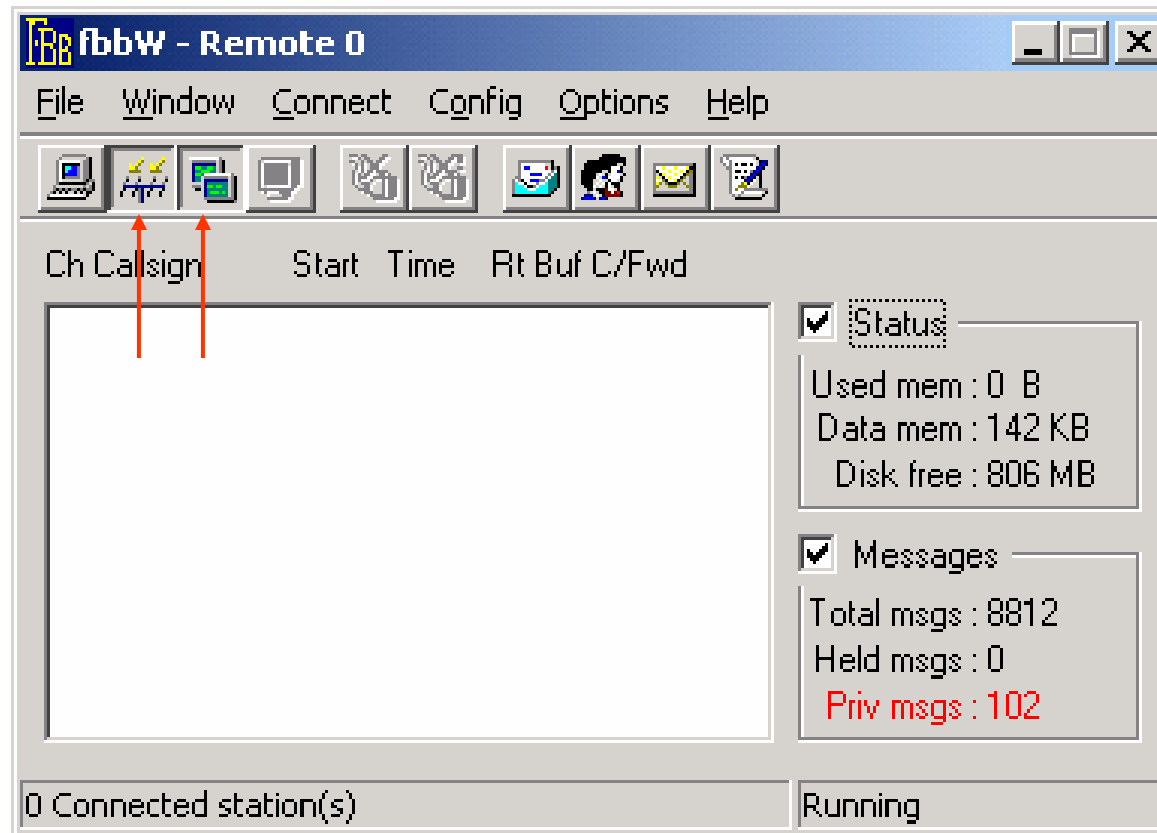 FBB fbbW - Remote 0
File Window Connect Config Options Help
Ch Callsign Start Time Rt Buf C/Fwd
Status
Used mem : 0 B
Data mem : 142 KB
Disk free : 806 MB
Messages
Total msgs : 8812
Held msgs : 0
Priv msgs : 102
0 Connected station(s) Running